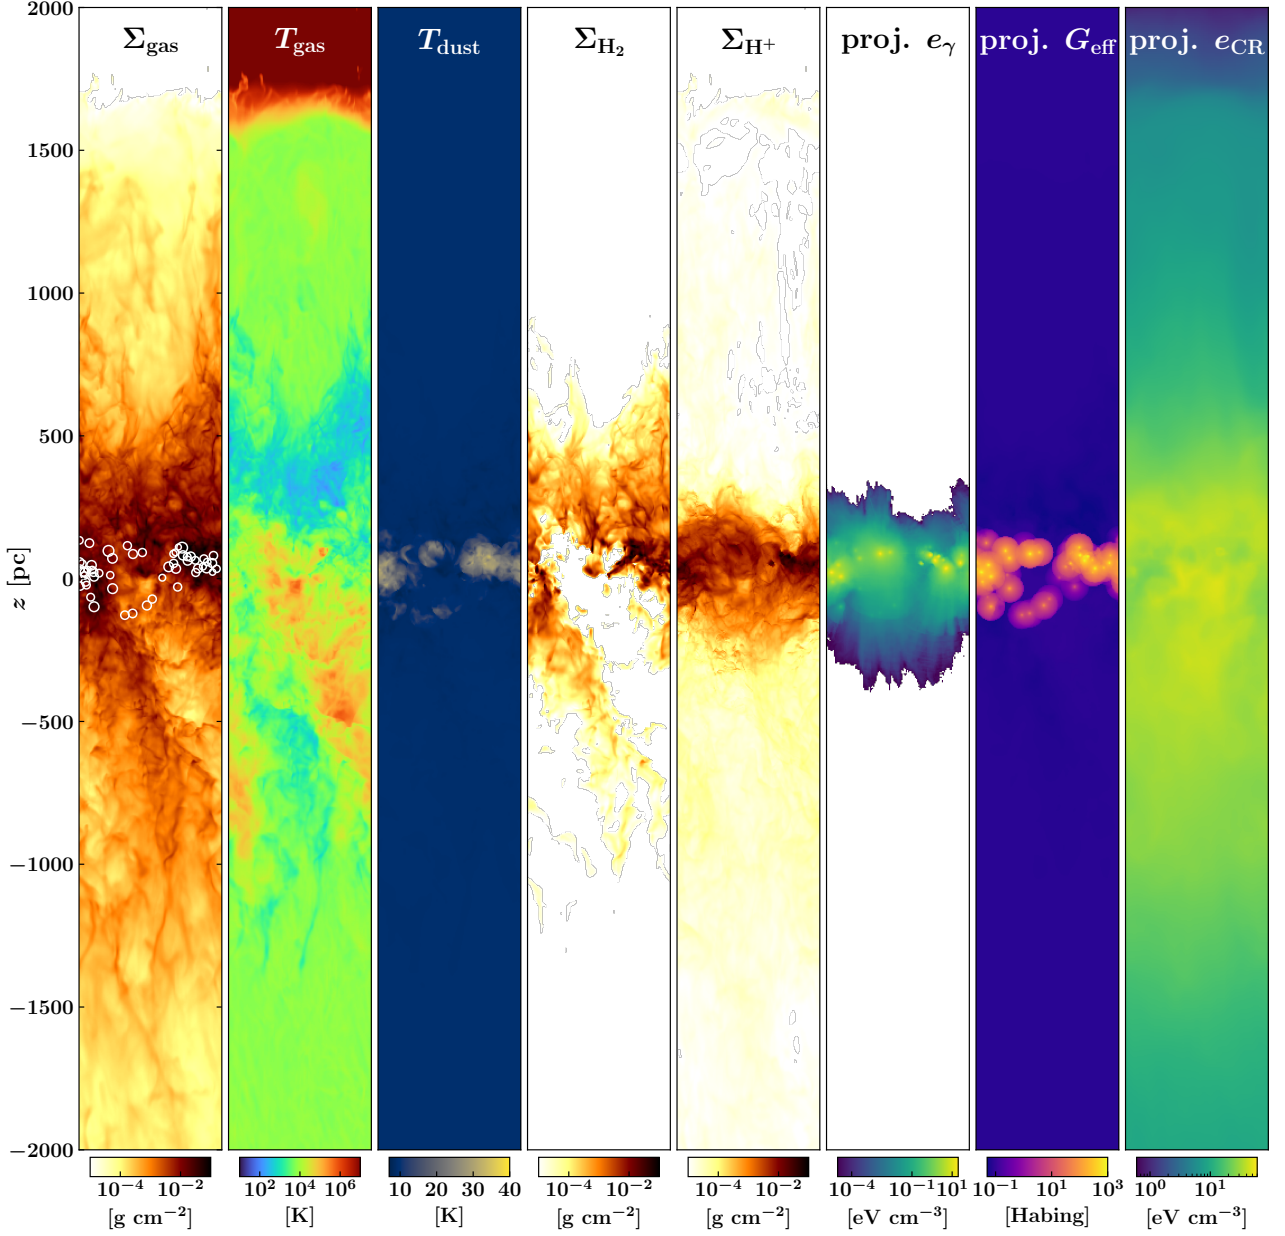 Σgas Tgas Tdust ΣH₂ ΣH⁺ proj. eγ proj. Geff proj. eCR
2000
1500
1000
500
0
−500
−1000
−1500
−2000
z [pc]
10⁻⁴ 10⁻² 10² 10⁴ 10⁶ 10 20 30 40 10⁻⁴ 10⁻² 10⁻⁴ 10⁻² 10⁻⁴ 10⁻¹ 10¹ 10⁻¹ 10¹ 10³ 10⁰ 10¹
[g cm⁻²] [K] [K] [g cm⁻²] [g cm⁻²] [eV cm⁻³] [Habing] [eV cm⁻³]